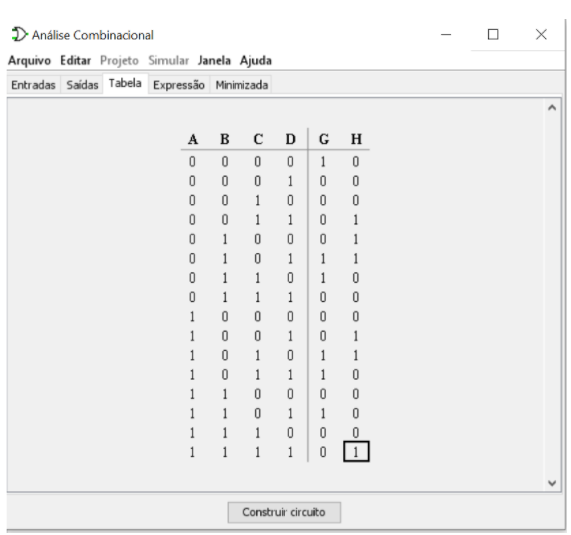 Análise Combinacional
Arquivo Editar Projeto Simular Janela Ajuda
Entradas Saídas Tabela Expressão Minimizada
A B C D G H
0 0 0 0 1 0
0 0 0 1 0 0
0 0 1 0 0 0
0 0 1 1 0 1
0 1 0 0 0 1
0 1 0 1 1 1
0 1 1 0 1 0
0 1 1 1 0 0
1 0 0 0 0 0
1 0 0 1 0 1
1 0 1 0 1 1
1 0 1 1 1 0
1 1 0 0 0 0
1 1 0 1 1 0
1 1 1 0 0 0
1 1 1 1 0 1
Construir circuito